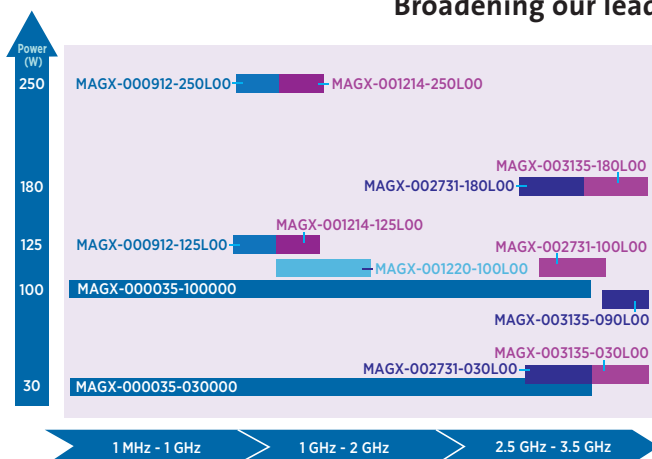 Broadening our lead
Power
(W)
250
MAGX-000912-250L00
MAGX-001214-250L00
MAGX-003135-180L00
180
MAGX-002731-180L00
MAGX-001214-125L00
125
MAGX-000912-125L00
MAGX-002731-100L00
MAGX-001220-100L00
100
MAGX-000035-100000
MAGX-003135-090L00
MAGX-003135-030L00
MAGX-002731-030L00
30
MAGX-000035-030000
1 MHz - 1 GHz
1 GHz - 2 GHz
2.5 GHz - 3.5 GHz